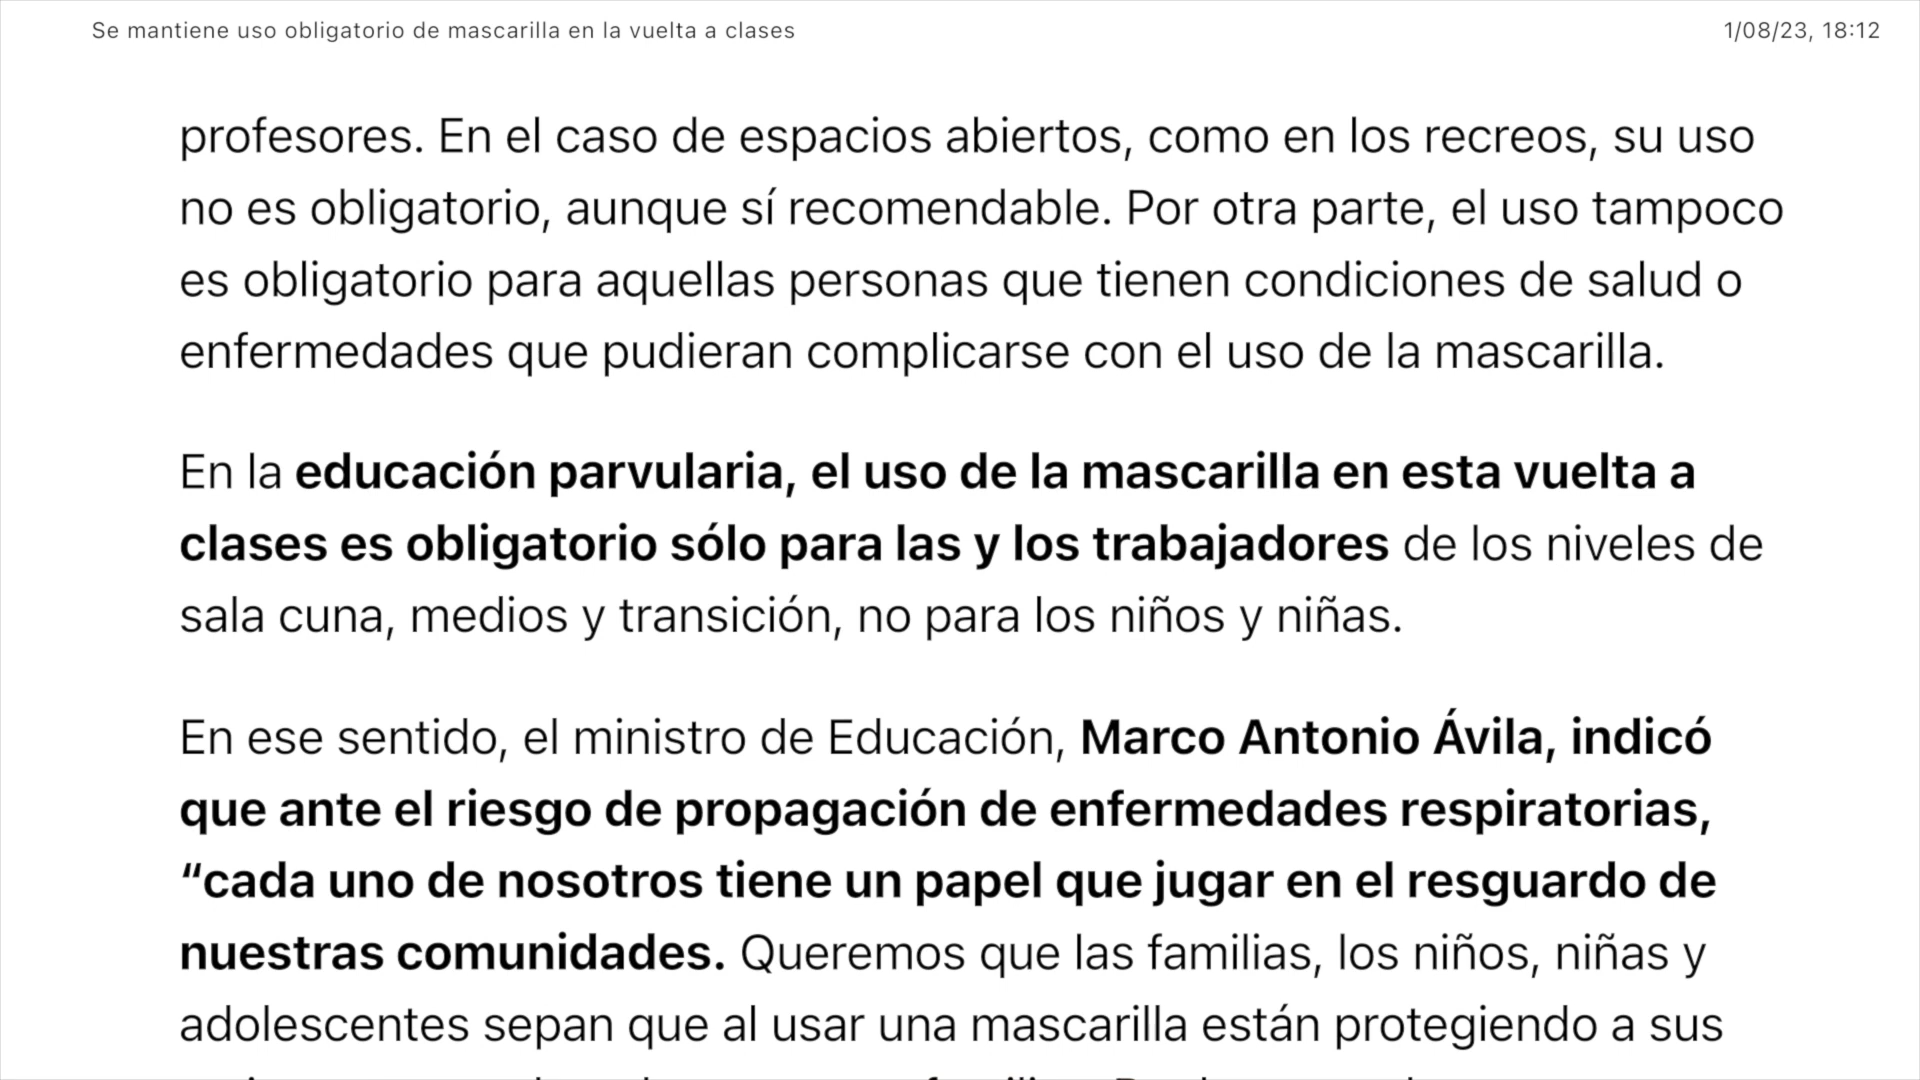 Se mantiene uso obligatorio de mascarilla en la vuelta a clases
1/08/23, 18:12
profesores. En el caso de espacios abiertos, como en los recreos, su uso
no es obligatorio, aunque sí recomendable. Por otra parte, el uso tampoco
es obligatorio para aquellas personas que tienen condiciones de salud o
enfermedades que pudieran complicarse con el uso de la mascarilla.
En la educación parvularia, el uso de la mascarilla en esta vuelta a
clases es obligatorio sólo para las y los trabajadores de los niveles de
sala cuna, medios y transición, no para los niños y niñas.
En ese sentido, el ministro de Educación, Marco Antonio Ávila, indicó
que ante el riesgo de propagación de enfermedades respiratorias,
“cada uno de nosotros tiene un papel que jugar en el resguardo de
nuestras comunidades. Queremos que las familias, los niños, niñas y
adolescentes sepan que al usar una mascarilla están protegiendo a sus